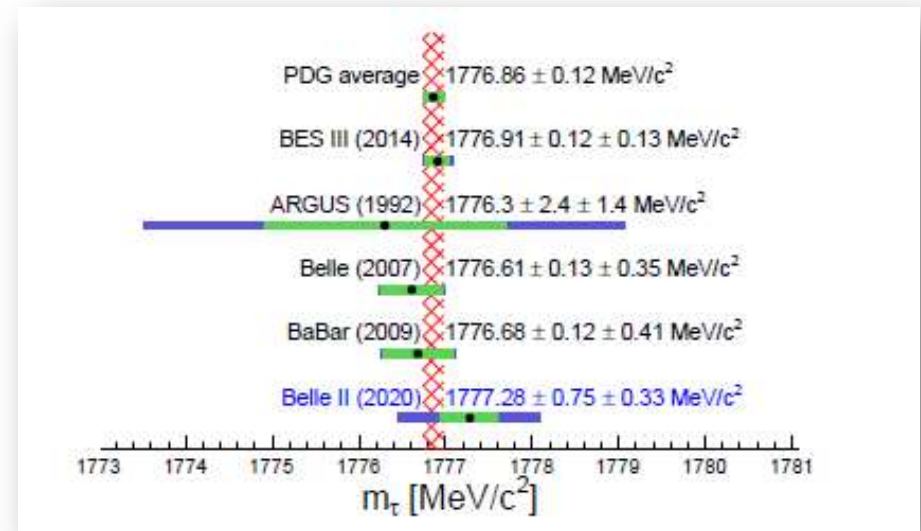 PDG average 1776.86 ± 0.12 MeV/c²
BES III (2014) 1776.91 ± 0.12 ± 0.13 MeV/c²
ARGUS (1992) 1776.3 ± 2.4 ± 1.4 MeV/c²
Belle (2007) 1776.61 ± 0.13 ± 0.35 MeV/c²
BaBar (2009) 1776.68 ± 0.12 ± 0.41 MeV/c²
Belle II (2020) 1777.28 ± 0.75 ± 0.33 MeV/c²
1773 1774 1775 1776 1777 1778 1779 1780 1781
m_τ [MeV/c²]